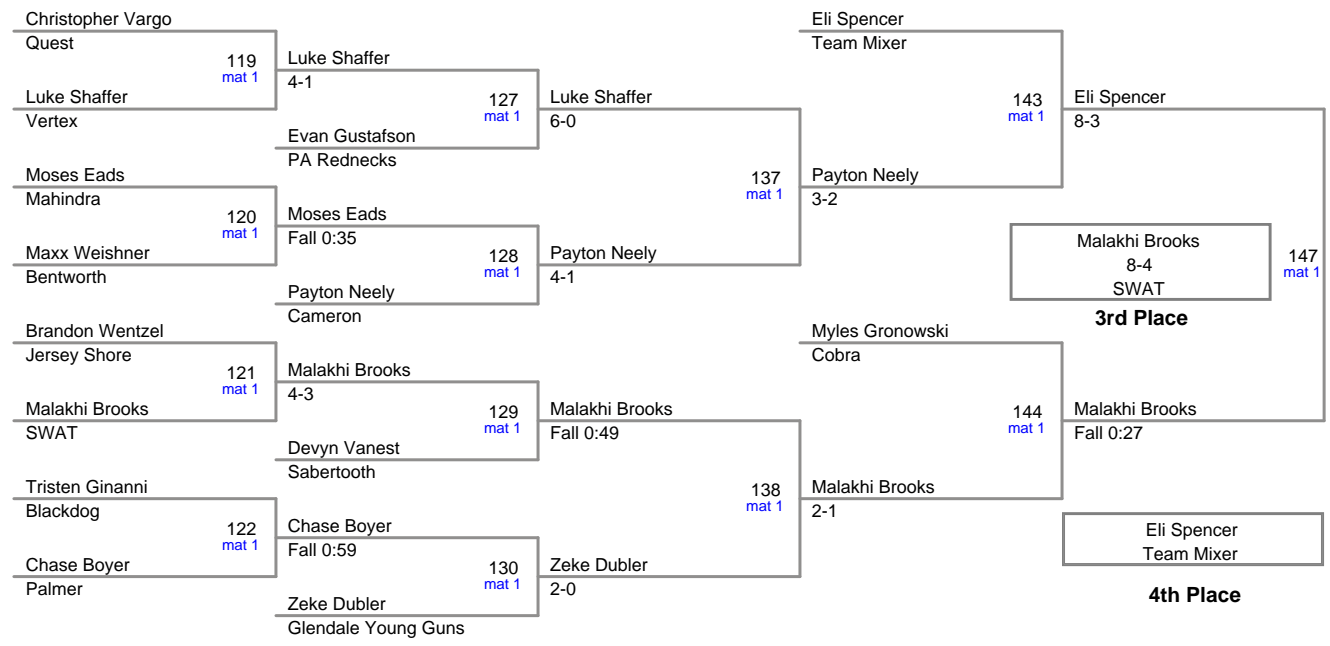 Christopher Vargo
Quest
119
mat 1
Luke Shaffer
Vertex
Moses Eads
Mahindra
120
mat 1
Maxx Weishner
Bentworth
Brandon Wentzel
Jersey Shore
121
mat 1
Malakhi Brooks
SWAT
Tristen Ginanni
Blackdog
122
mat 1
Chase Boyer
Palmer
Luke Shaffer
4-1
127
mat 1
Evan Gustafson
PA Rednecks
Moses Eads
Fall 0:35
128
mat 1
Payton Neely
Cameron
Malakhi Brooks
4-3
129
mat 1
Devyn Vanest
Sabertooth
Chase Boyer
Fall 0:59
130
mat 1
Zeke Dubler
Glendale Young Guns
Luke Shaffer
6-0
137
mat 1
Payton Neely
4-1
Malakhi Brooks
Fall 0:49
138
mat 1
Zeke Dubler
2-0
Eli Spencer
Team Mixer
143
mat 1
Payton Neely
3-2
Myles Gronowski
Cobra
144
mat 1
Malakhi Brooks
2-1
Eli Spencer
8-3
147
mat 1
Malakhi Brooks
Fall 0:27
Malakhi Brooks
8-4
SWAT
3rd Place
Eli Spencer
Team Mixer
4th Place